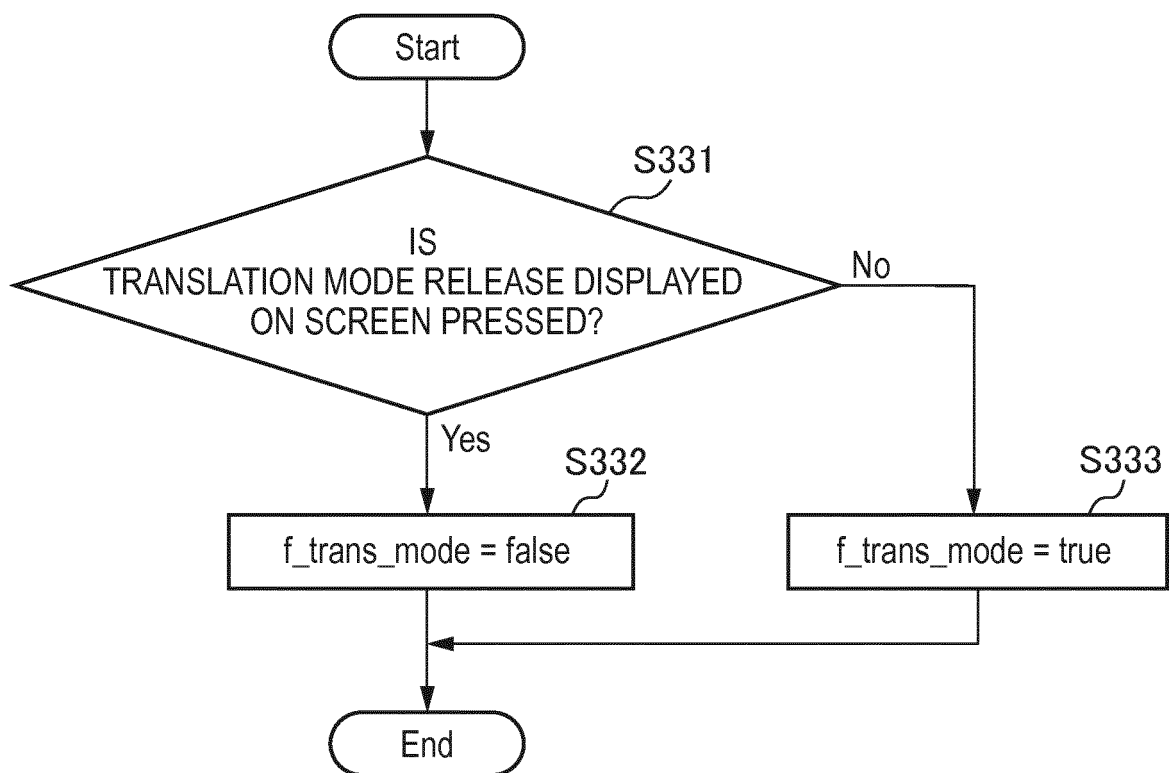 Start
S331
IS
TRANSLATION MODE RELEASE DISPLAYED
ON SCREEN PRESSED?
No
Yes
S332
S333
f_trans_mode = false
f_trans_mode = true
End